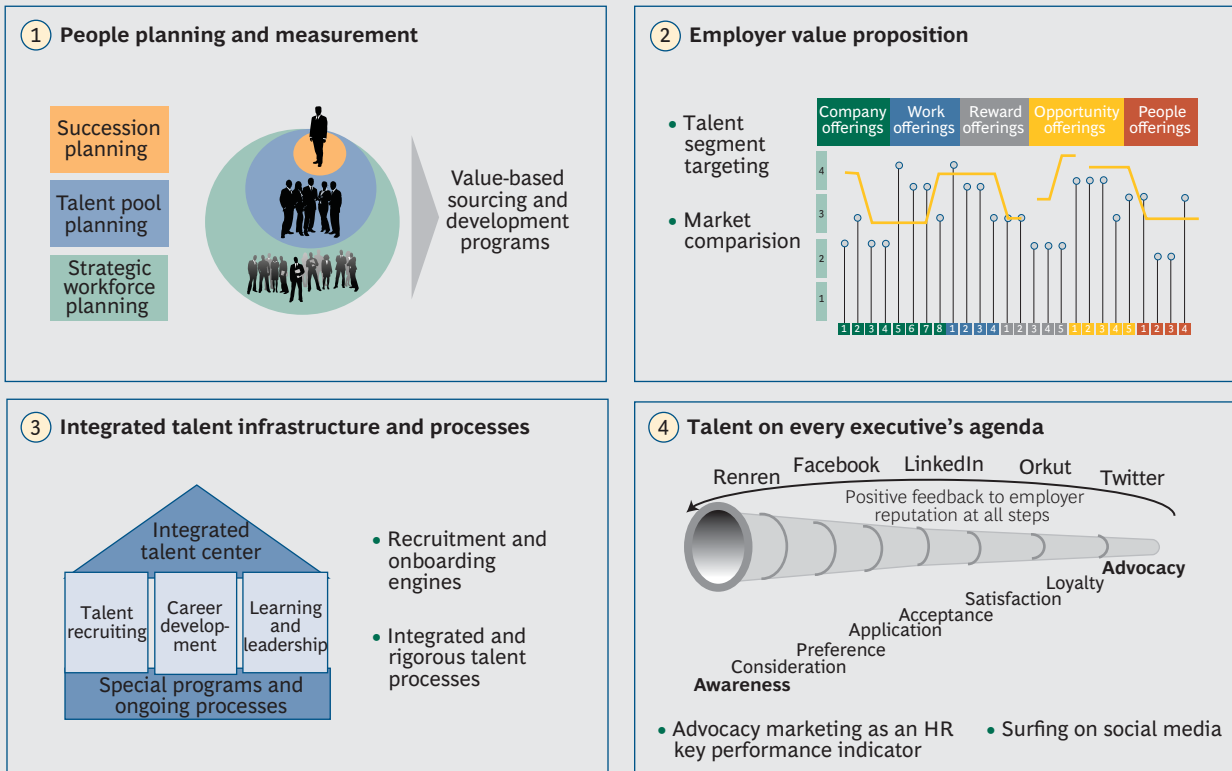 1 People planning and measurement
Succession
planning
Talent pool
planning
Strategic
workforce
planning
Value-based
sourcing and
development
programs
2 Employer value proposition
• Talent
segment
targeting
• Market
comparision
Company
offerings
Work
offerings
Reward
offerings
Opportunity
offerings
People
offerings
4
3
2
1
1 2 3 4 5 6 7 8 1 2 3 4 1 2 3 4 5 1 2 3 4 5 1 2 3 4
3 Integrated talent infrastructure and processes
Integrated
talent center
Talent
recruiting
Career
develop-
ment
Learning
and
leadership
Special programs and
ongoing processes
• Recruitment and
onboarding
engines
• Integrated and
rigorous talent
processes
4 Talent on every executive’s agenda
Renren Facebook LinkedIn Orkut Twitter
Positive feedback to employer
reputation at all steps
Advocacy
Loyalty
Satisfaction
Acceptance
Application
Preference
Consideration
Awareness
• Advocacy marketing as an HR
key performance indicator
• Surfing on social media